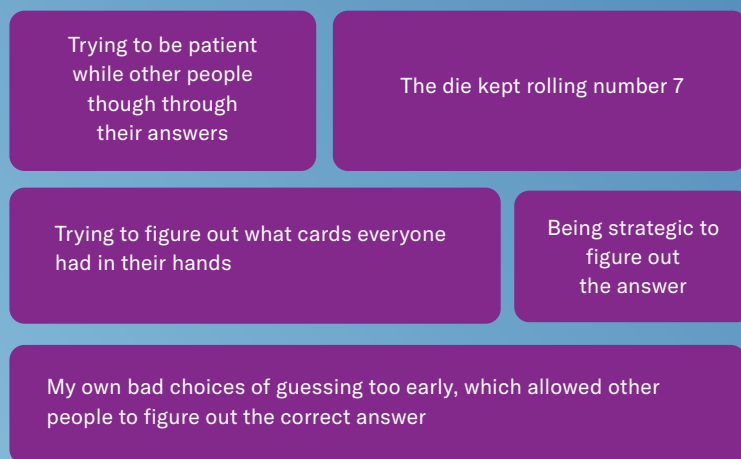 Trying to be patient
while other people
though through
their answers
The die kept rolling number 7
Trying to figure out what cards everyone
had in their hands
Being strategic to
figure out
the answer
My own bad choices of guessing too early, which allowed other
people to figure out the correct answer